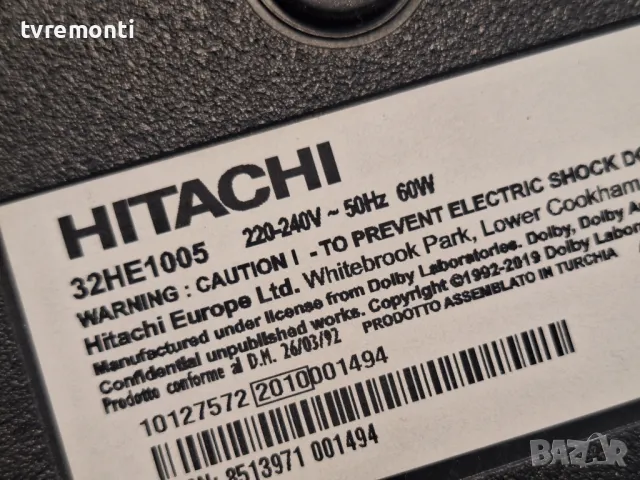 tvremonti
HITACHI
32HE1005 220-240V ~ 50Hz 60W
WARNING : CAUTION ! - TO PREVENT ELECTRIC SHOCK
Hitachi Europe Ltd. Whitebrook Park, Lower Cookham
Manufactured under license from Dolby Laboratories. Dolby, Dolby
Confidential unpublished works. Copyright ©1992-2019 Dolby
Prodotto conforme al D.M. 26/03/92 PRODOTTO ASSEMBLATO IN TURCHIA
10127572 2010 001494
8513971 001494
BAZAR